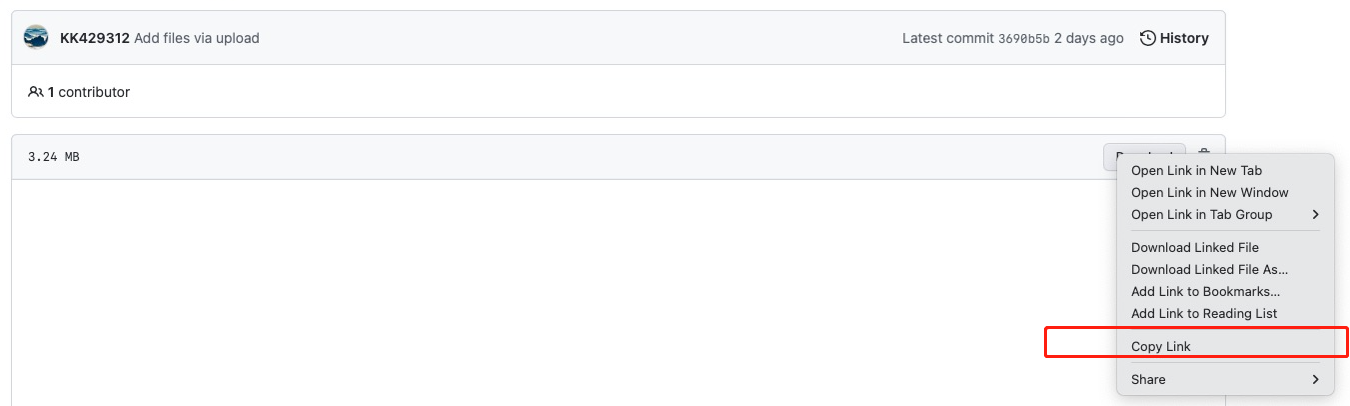 KK429312 Add files via upload Latest commit 3690b5b 2 days ago History
1 contributor
3.24 MB
Open Link in New Tab
Open Link in New Window
Open Link in Tab Group
Download Linked File
Download Linked File As...
Add Link to Bookmarks...
Add Link to Reading List
Copy Link
Share